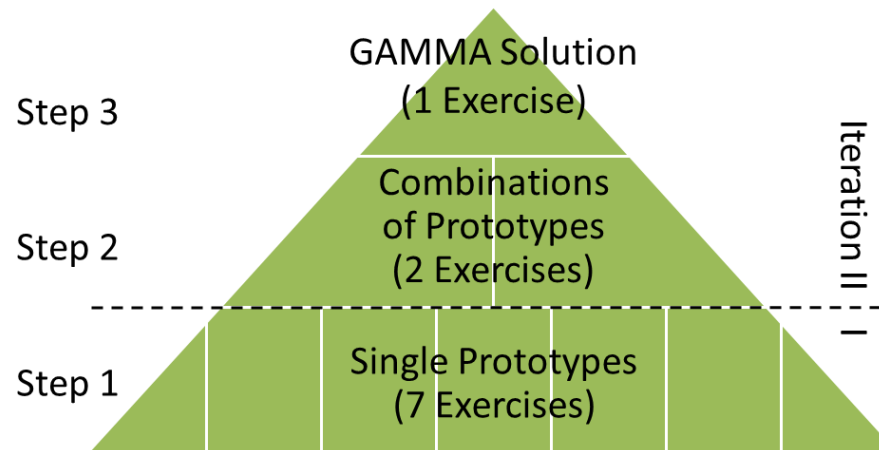 GAMMA Solution
(1 Exercise)
Step 3
Combinations
of Prototypes
(2 Exercises)
Step 2
Iteration II
I
Single Prototypes
(7 Exercises)
Step 1